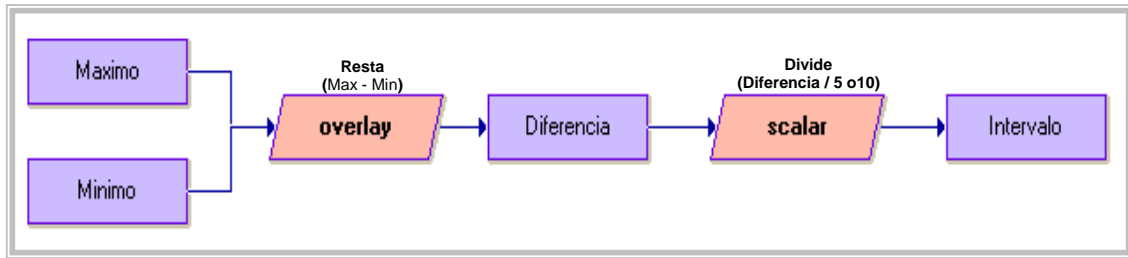 Maximo
Minimo
Resta
(Max - Min)
overlay
Diferencia
Divide
(Diferencia / 5 o10)
scalar
Intervalo